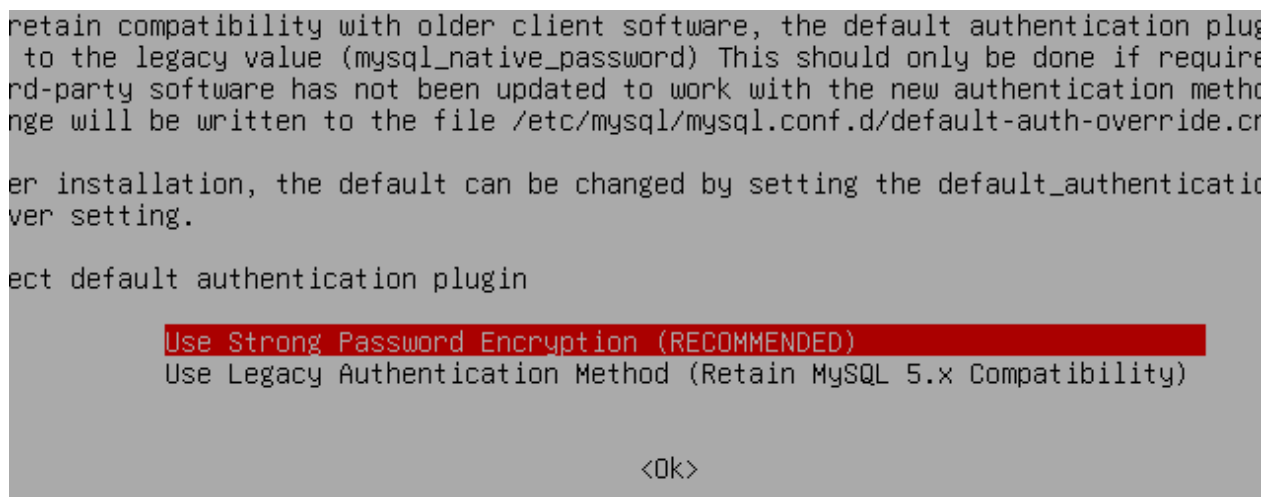 retain compatibility with older client software, the default authentication plug
to the legacy value (mysql_native_password) This should only be done if require
rd-party software has not been updated to work with the new authentication metho
nge will be written to the file /etc/mysql/mysql.conf.d/default-auth-override.cn
er installation, the default can be changed by setting the default_authenticatio
ver setting.
ect default authentication plugin
Use Strong Password Encryption (RECOMMENDED)
Use Legacy Authentication Method (Retain MySQL 5.x Compatibility)
<Ok>